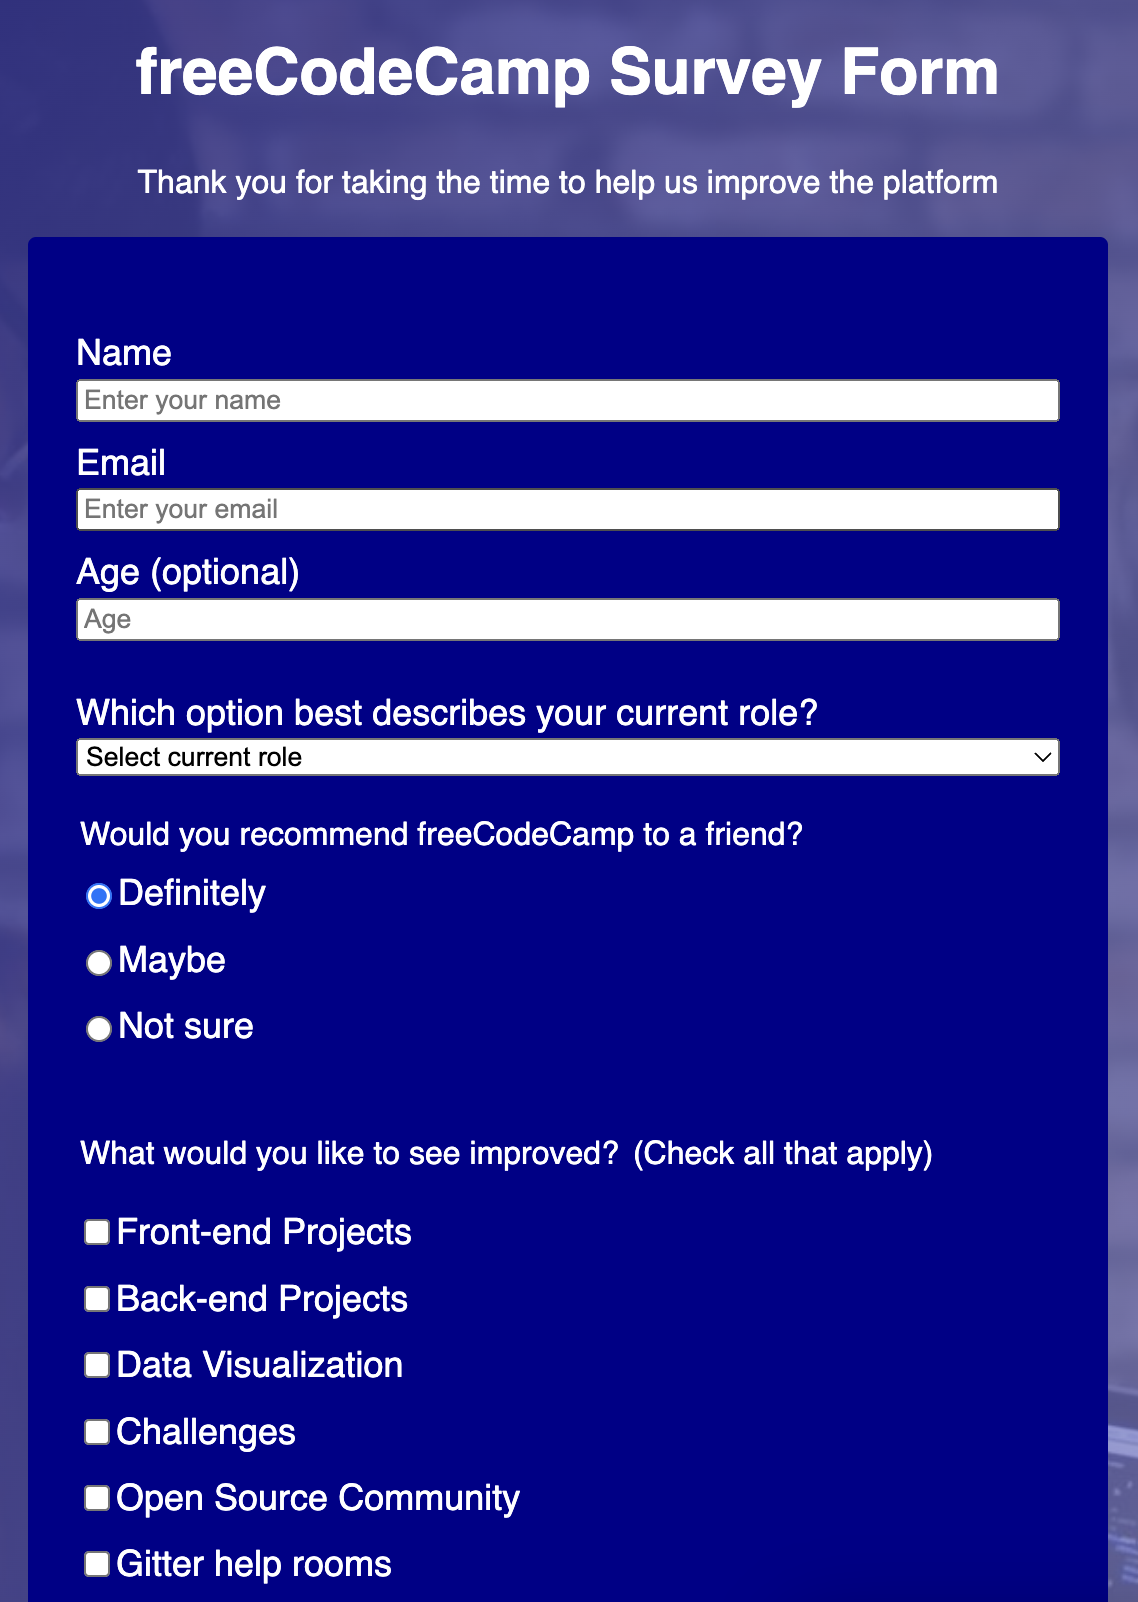 freeCodeCamp Survey Form
Thank you for taking the time to help us improve the platform
Name
Enter your name
Email
Enter your email
Age (optional)
Age
Which option best describes your current role?
Select current role
Would you recommend freeCodeCamp to a friend?
Definitely
Maybe
Not sure
What would you like to see improved? (Check all that apply)
Front-end Projects
Back-end Projects
Data Visualization
Challenges
Open Source Community
Gitter help rooms